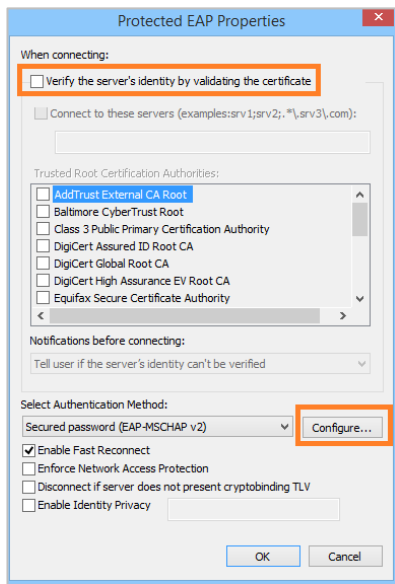 Protected EAP Properties
When connecting:
Verify the server's identity by validating the certificate
Connect to these servers (examples:srv1;srv2;.*\.srv3\.com):
Trusted Root Certification Authorities:
AddTrust External CA Root
Baltimore CyberTrust Root
Class 3 Public Primary Certification Authority
DigiCert Assured ID Root CA
DigiCert Global Root CA
DigiCert High Assurance EV Root CA
Equifax Secure Certificate Authority
Notifications before connecting:
Tell user if the server's identity can't be verified
Select Authentication Method:
Secured password (EAP-MSCHAP v2)
Configure...
Enable Fast Reconnect
Enforce Network Access Protection
Disconnect if server does not present cryptobinding TLV
Enable Identity Privacy
OK
Cancel